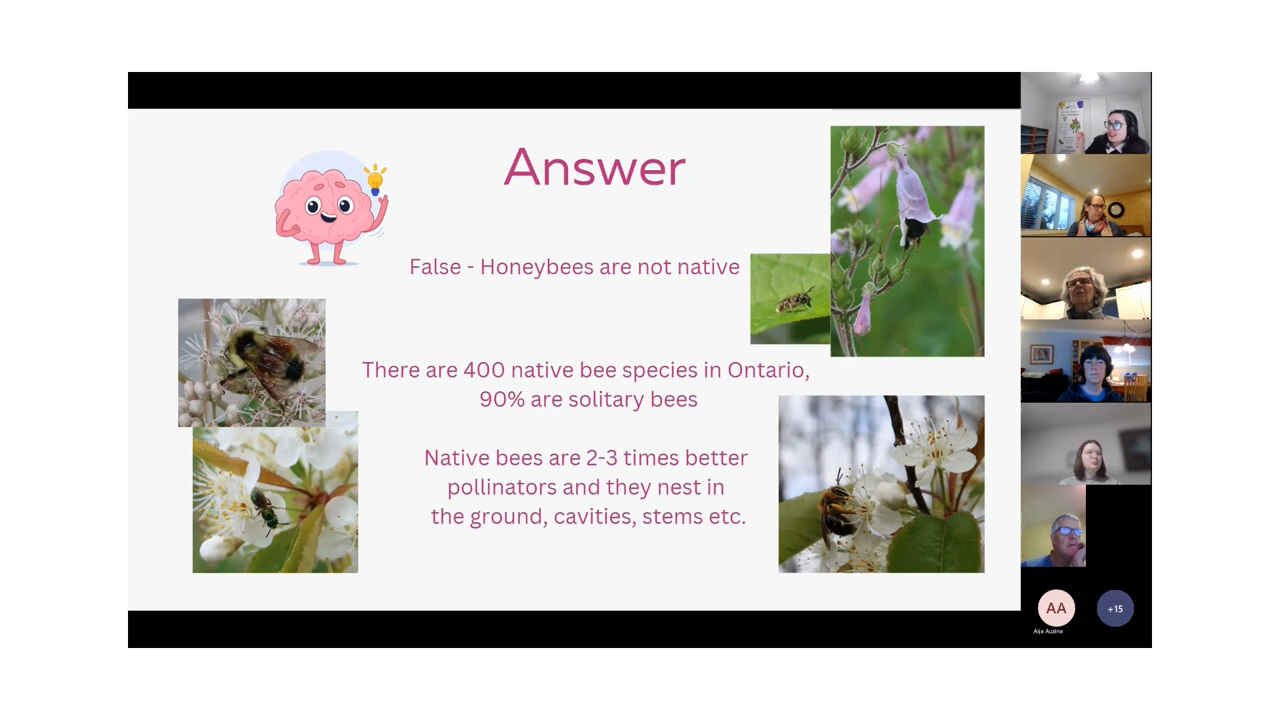 Answer
False - Honeybees are not native
There are 400 native bee species in Ontario,
90% are solitary bees
Native bees are 2-3 times better
pollinators and they nest in
the ground, cavities, stems etc.
AA
Aija Auzina
+15